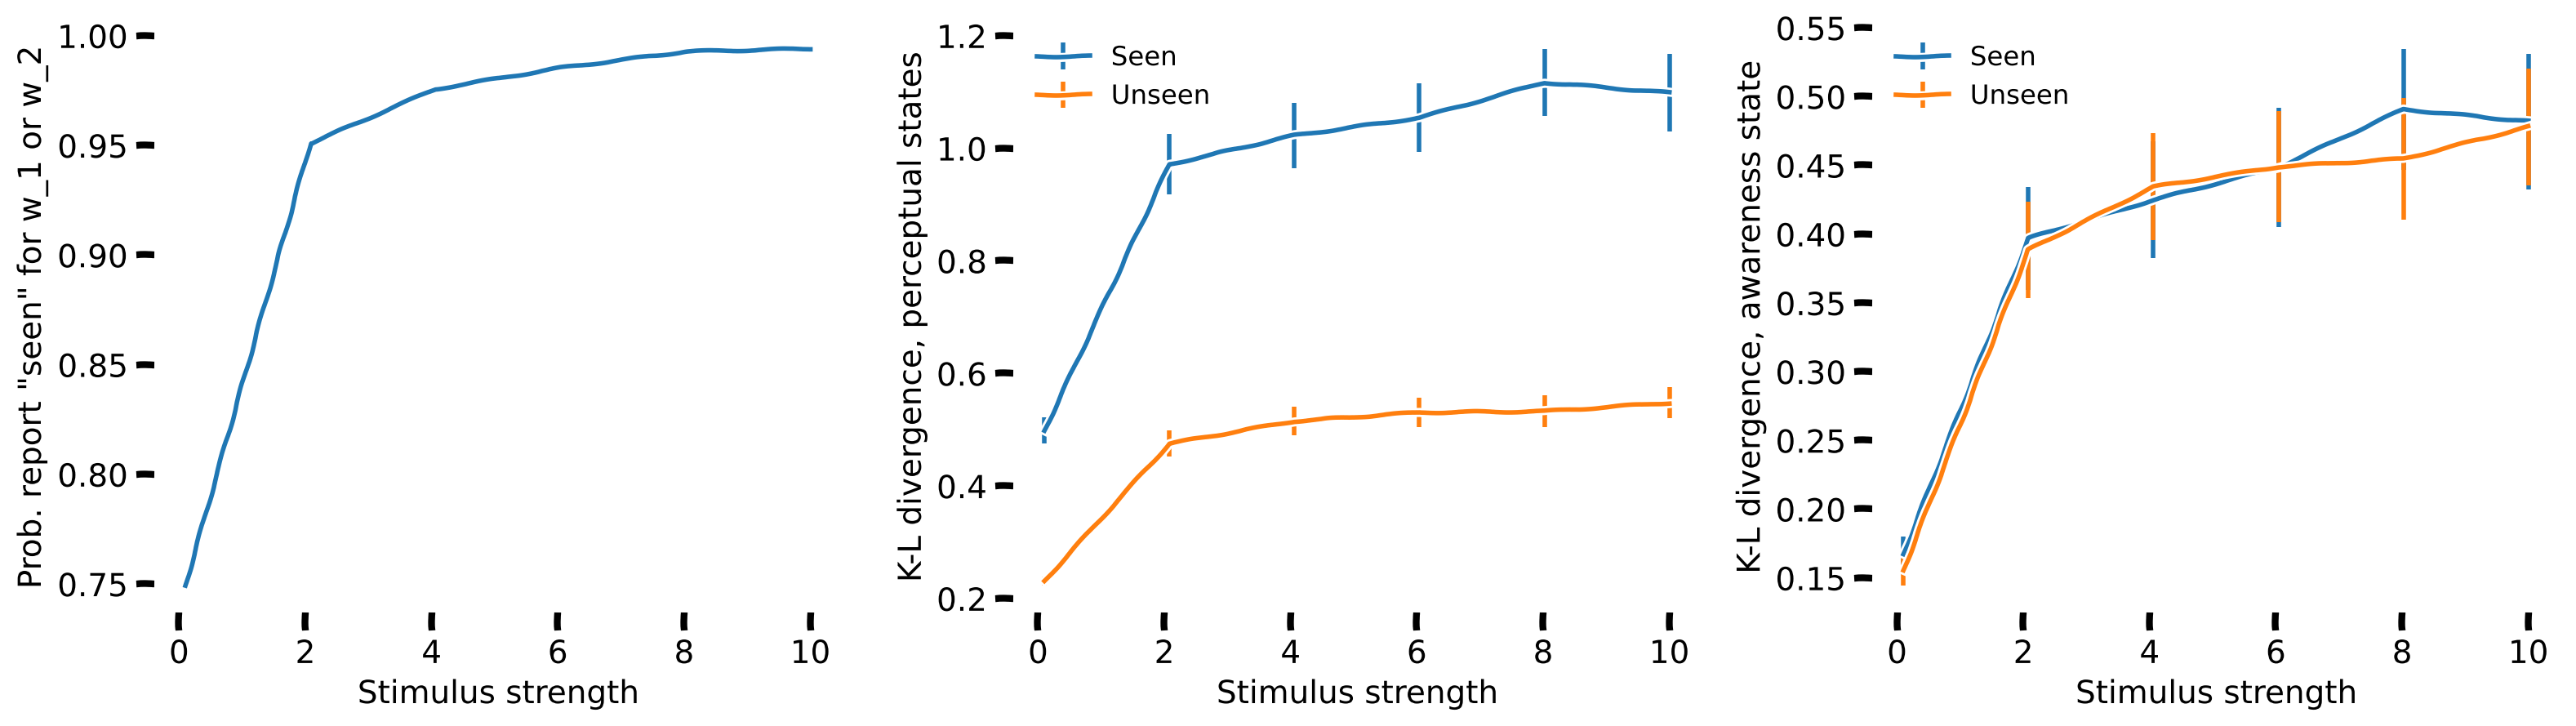 Prob. report "seen" for w_1 or w_2
1.00
0.95
0.90
0.85
0.80
0.75
0 2 4 6 8 10
Stimulus strength
K-L divergence, perceptual states
1.2
1.0
0.8
0.6
0.4
0.2
Seen
Unseen
0 2 4 6 8 10
Stimulus strength
K-L divergence, awareness state
0.55
0.50
0.45
0.40
0.35
0.30
0.25
0.20
0.15
Seen
Unseen
0 2 4 6 8 10
Stimulus strength